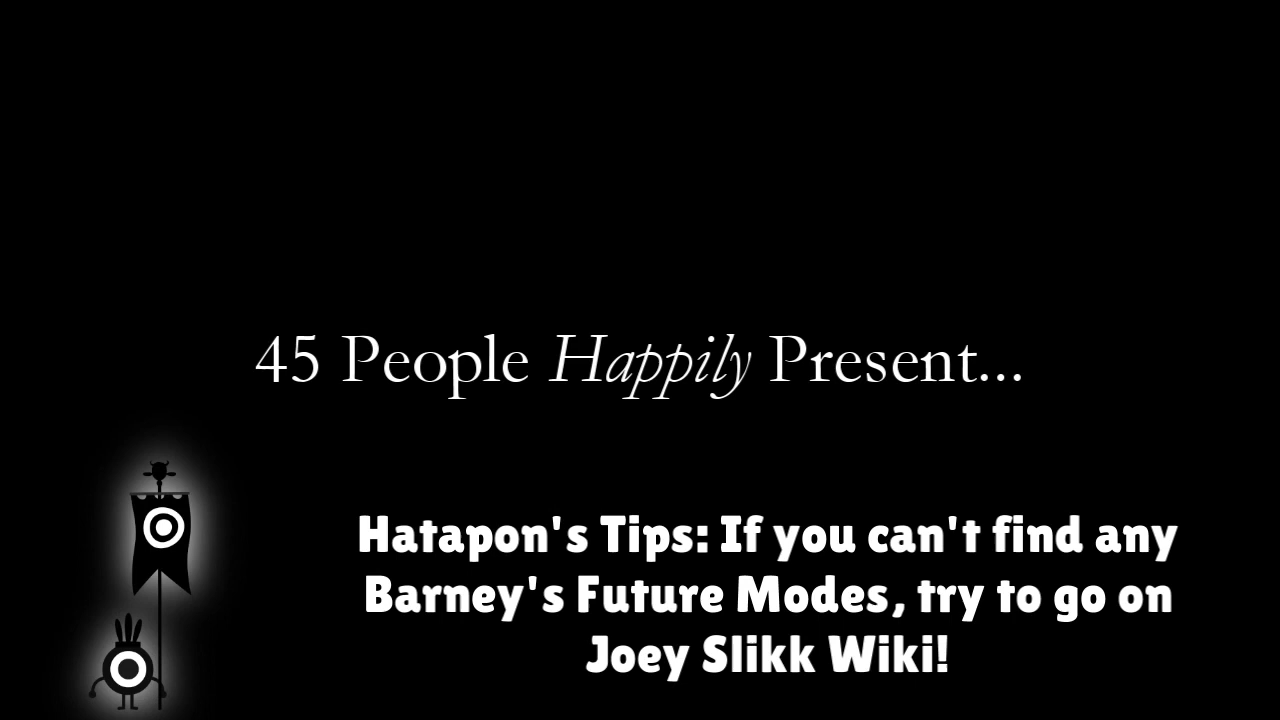 45 People Happily Present...
Hatapon's Tips: If you can't find any
Barney's Future Modes, try to go on
Joey Slikk Wiki!